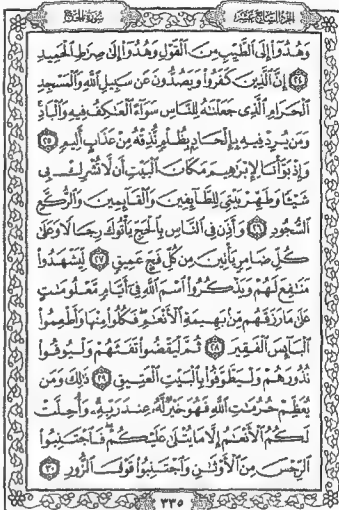 سورة الحج
الجزء السابع عشر
وَهُدُوٓا۟ إِلَى ٱلطَّيِّبِ مِنَ ٱلْقَوْلِ وَهُدُوٓا۟ إِلَىٰ صِرَٰطِ ٱلْحَمِيدِ
٢٤ إِنَّ ٱلَّذِينَ كَفَرُوا۟ وَيَصُدُّونَ عَن سَبِيلِ ٱللَّهِ وَٱلْمَسْجِدِ
ٱلْحَرَامِ ٱلَّذِى جَعَلْنَٰهُ لِلنَّاسِ سَوَآءً ٱلْعَٰكِفُ فِيهِ وَٱلْبَادِ
وَمَن يُرِدْ فِيهِ بِإِلْحَادٍۭ بِظُلْمٍ نُّذِقْهُ مِنْ عَذَابٍ أَلِيمٍ ٢٥
وَإِذْ بَوَّأْنَا لِإِبْرَٰهِيمَ مَكَانَ ٱلْبَيْتِ أَن لَّا تُشْرِكْ بِى
شَيْـًٔا وَطَهِّرْ بَيْتِىَ لِلطَّآئِفِينَ وَٱلْقَآئِمِينَ وَٱلرُّكَّعِ
ٱلسُّجُودِ ٢٦ وَأَذِّن فِى ٱلنَّاسِ بِٱلْحَجِّ يَأْتُوكَ رِجَالًا وَعَلَىٰ
كُلِّ ضَامِرٍ يَأْتِينَ مِن كُلِّ فَجٍّ عَمِيقٍ ٢٧ لِّيَشْهَدُوا۟
مَنَٰفِعَ لَهُمْ وَيَذْكُرُوا۟ ٱسْمَ ٱللَّهِ فِىٓ أَيَّامٍ مَّعْلُومَٰتٍ
عَلَىٰ مَا رَزَقَهُم مِّنۢ بَهِيمَةِ ٱلْأَنْعَٰمِ فَكُلُوا۟ مِنْهَا وَأَطْعِمُوا۟
ٱلْبَآئِسَ ٱلْفَقِيرَ ٢٨ ثُمَّ لْيَقْضُوا۟ تَفَثَهُمْ وَلْيُوفُوا۟
نُذُورَهُمْ وَلْيَطَّوَّفُوا۟ بِٱلْبَيْتِ ٱلْعَتِيقِ ٢٩ ذَٰلِكَ وَمَن
يُعَظِّمْ حُرُمَٰتِ ٱللَّهِ فَهُوَ خَيْرٌ لَّهُۥ عِندَ رَبِّهِۦ وَأُحِلَّتْ
لَكُمُ ٱلْأَنْعَٰمُ إِلَّا مَا يُتْلَىٰ عَلَيْكُمْ فَٱجْتَنِبُوا۟
ٱلرِّجْسَ مِنَ ٱلْأَوْثَٰنِ وَٱجْتَنِبُوا۟ قَوْلَ ٱلزُّورِ ٣٠
٣٣٥